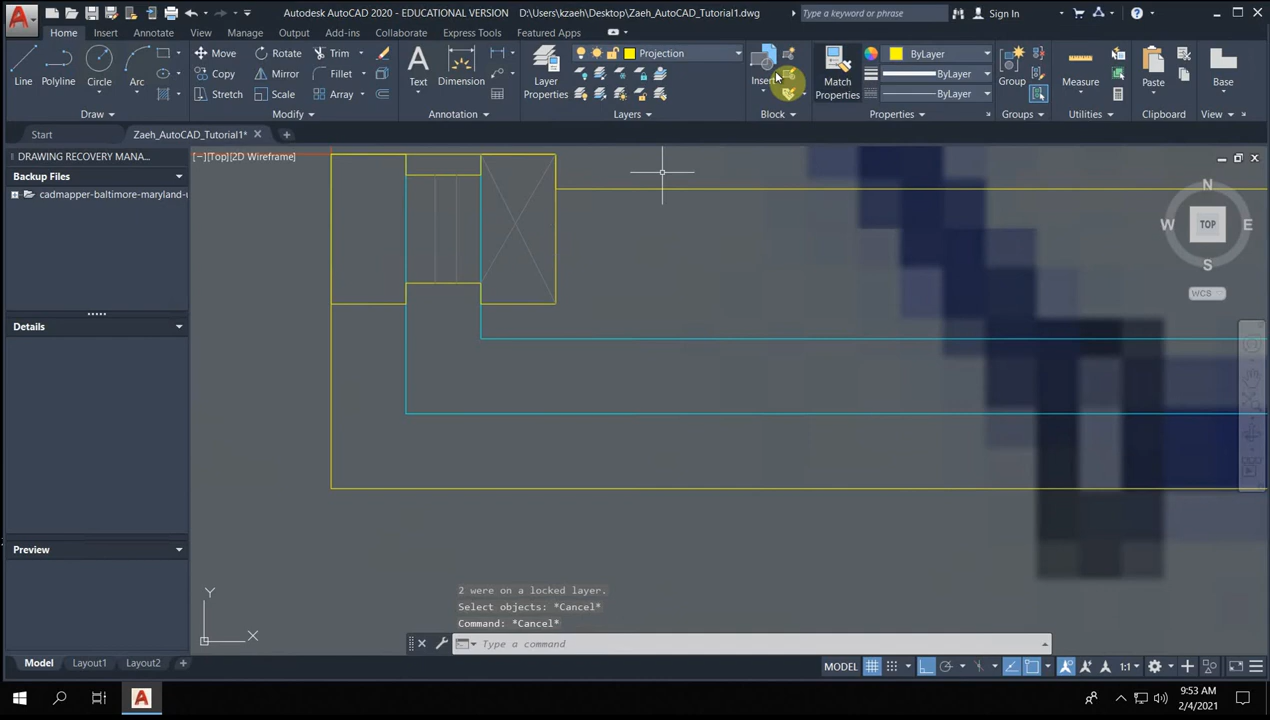 Autodesk AutoCAD 2020 - EDUCATIONAL VERSION D:\Users\kzaeh\Desktop\Zaeh_AutoCAD_Tutorial1.dwg Type a keyword or phrase Sign In
Home Insert Annotate View Manage Output Add-ins Collaborate Express Tools Featured Apps
Line Polyline Circle Arc
Move Rotate Trim
Copy Mirror Fillet
Stretch Scale Array
Text Dimension
Layer Properties
Projection
Insert
Match Properties
ByLayer
ByLayer
ByLayer
Group Measure Paste Base
Draw Modify Annotation Layers Block Properties Groups Utilities Clipboard View
Start Zaeh_AutoCAD_Tutorial1*
DRAWING RECOVERY MANA...
[−][Top][2D Wireframe]
Backup Files
cadmapper-baltimore-maryland-u
N
W TOP E
S
WCS
Details
Preview
2 were on a locked layer.
Select objects: *Cancel*
Command: *Cancel*
Y
X
Type a command
Model Layout1 Layout2
MODEL 1:1
9:53 AM
2/4/2021